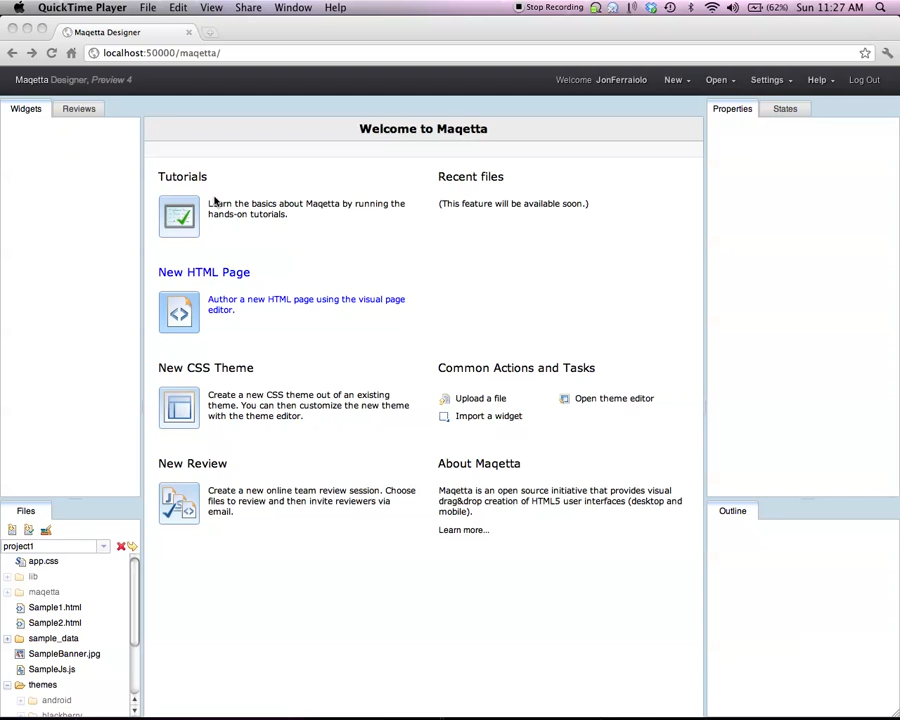 QuickTime Player File Edit View Share Window Help Stop Recording (62%) Sun 11:27 AM
Maqetta Designer
localhost:50000/maqetta/
Maqetta Designer, Preview 4 Welcome JonFerraiolo New Open Settings Help Log Out
Widgets Reviews Properties States
Welcome to Maqetta
Tutorials
Learn the basics about Maqetta by running the
hands-on tutorials.
Recent files
(This feature will be available soon.)
New HTML Page
Author a new HTML page using the visual page
editor.
New CSS Theme
Create a new CSS theme out of an existing
theme. You can then customize the new theme
with the theme editor.
Common Actions and Tasks
Upload a file Open theme editor
Import a widget
New Review
Create a new online team review session. Choose
files to review and then invite reviewers via
email.
About Maqetta
Maqetta is an open source initiative that provides visual
drag&drop creation of HTML5 user interfaces (desktop and
mobile).
Learn more...
Files
project1
app.css
lib
maqetta
Sample1.html
Sample2.html
sample_data
SampleBanner.jpg
SampleJs.js
themes
android
blackberry
Outline